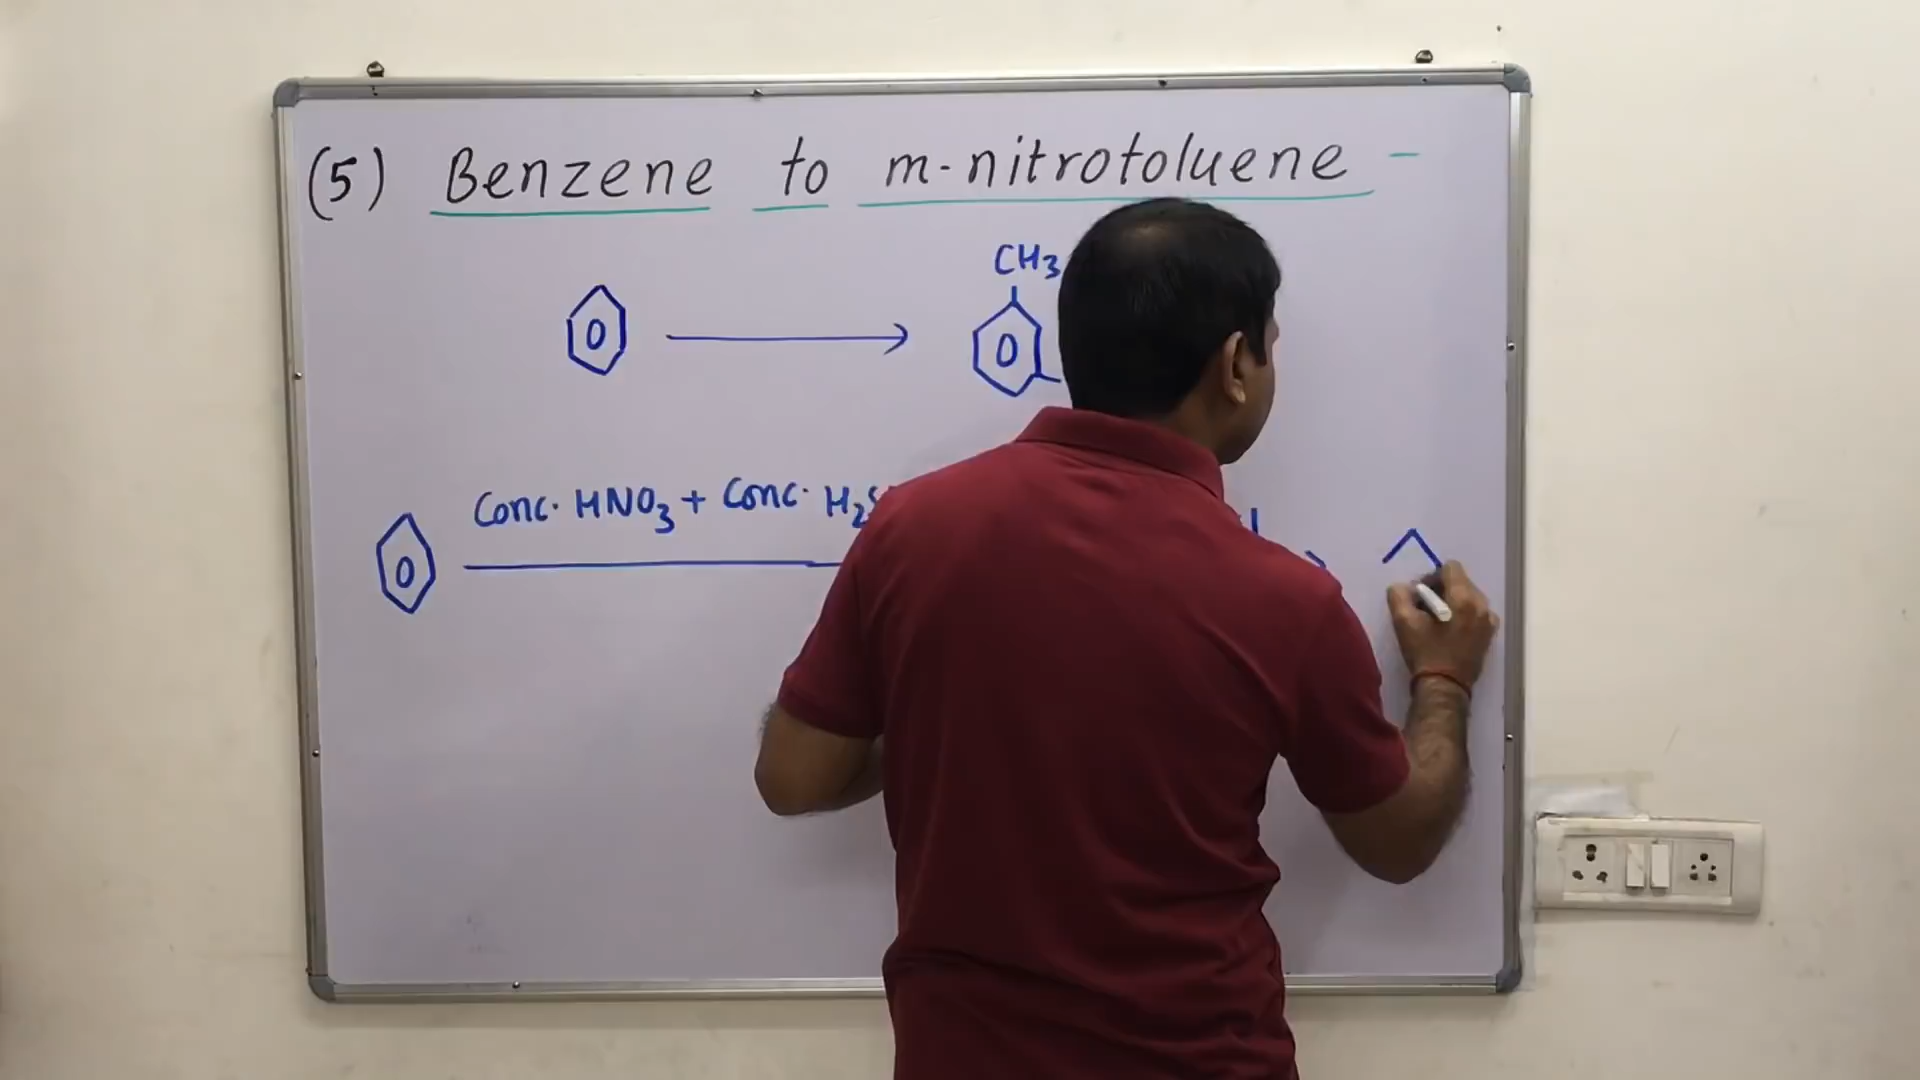 (5) Benzene to m-nitrotoluene -
CH3
Conc. HNO3 + Conc. H2S